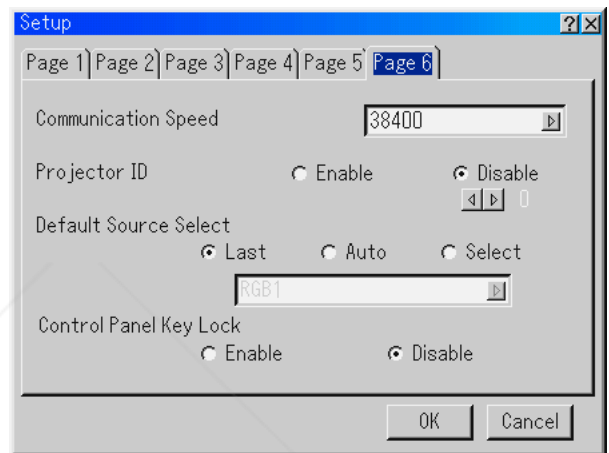 Setup
Page 1 Page 2 Page 3 Page 4 Page 5 Page 6
Communication Speed 38400
Projector ID Enable Disable
0
Default Source Select
Last Auto Select
RGB1
Control Panel Key Lock
Enable Disable
OK Cancel